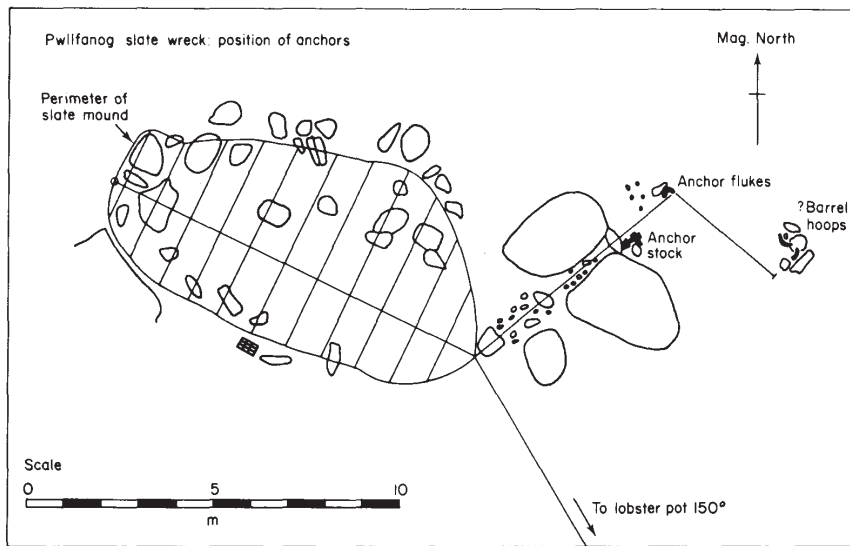 Pwllfanog slate wreck: position of anchors
Mag. North
Perimeter of
slate mound
Anchor flukes
?Barrel
hoops
Anchor
stock
Scale
0 5 10
m
To lobster pot 150°